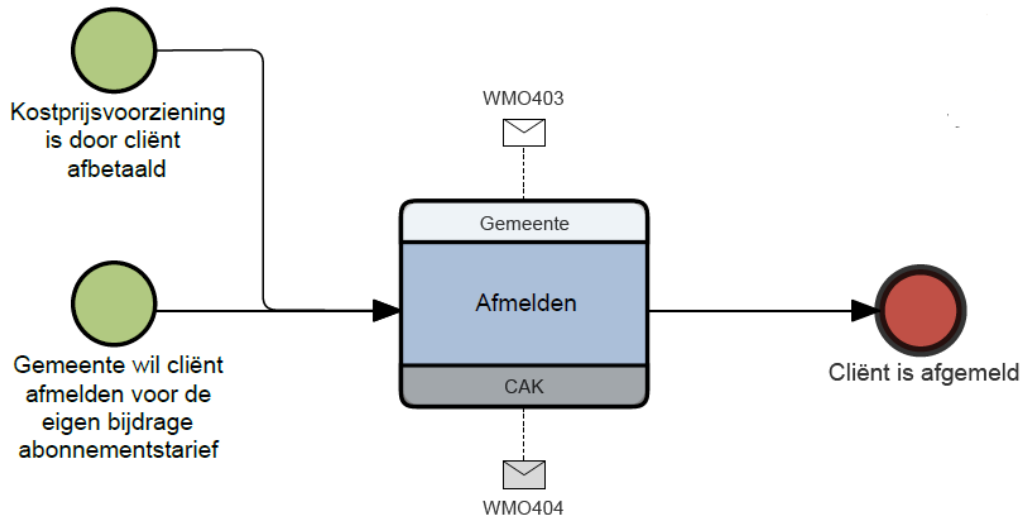 Kostprijsvoorziening
is door cliënt
afbetaald
WMO403
Gemeente
Afmelden
CAK
WMO404
Gemeente wil cliënt
afmelden voor de
eigen bijdrage
abonnementstarief
Cliënt is afgemeld